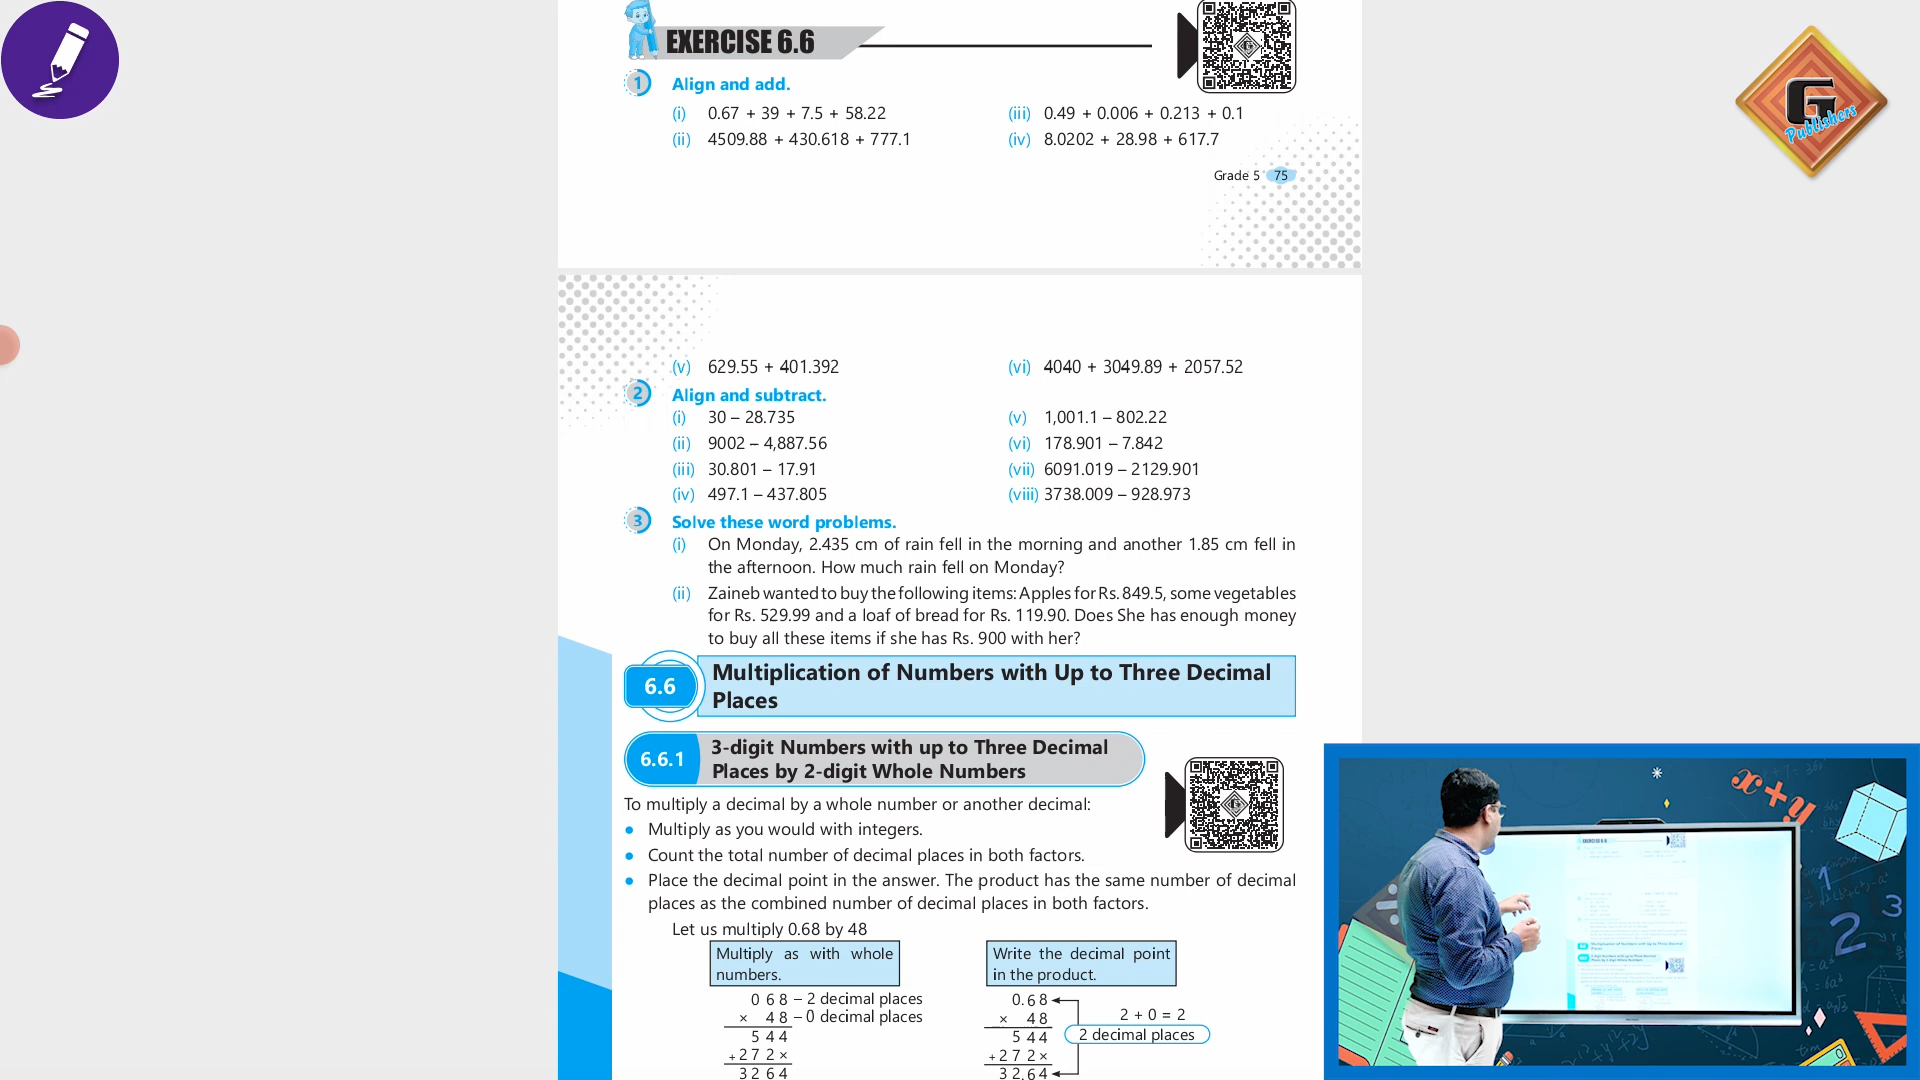 EXERCISE 6.6
1 Align and add.
(i) 0.67 + 39 + 7.5 + 58.22 (iii) 0.49 + 0.006 + 0.213 + 0.1
(ii) 4509.88 + 430.618 + 777.1 (iv) 8.0202 + 28.98 + 617.7
Grade 5 75
G
Publishers
(v) 629.55 + 401.392 (vi) 4040 + 3049.89 + 2057.52
2 Align and subtract.
(i) 30 – 28.735 (v) 1,001.1 – 802.22
(ii) 9002 – 4,887.56 (vi) 178.901 – 7.842
(iii) 30.801 – 17.91 (vii) 6091.019 – 2129.901
(iv) 497.1 – 437.805 (viii) 3738.009 – 928.973
3 Solve these word problems.
(i) On Monday, 2.435 cm of rain fell in the morning and another 1.85 cm fell in
the afternoon. How much rain fell on Monday?
(ii) Zaineb wanted to buy the following items: Apples for Rs. 849.5, some vegetables
for Rs. 529.99 and a loaf of bread for Rs. 119.90. Does She has enough money
to buy all these items if she has Rs. 900 with her?
6.6 Multiplication of Numbers with Up to Three Decimal
Places
6.6.1 3-digit Numbers with up to Three Decimal
Places by 2-digit Whole Numbers
To multiply a decimal by a whole number or another decimal:
• Multiply as you would with integers.
• Count the total number of decimal places in both factors.
• Place the decimal point in the answer. The product has the same number of decimal
places as the combined number of decimal places in both factors.
Let us multiply 0.68 by 48
Multiply as with whole
numbers.
0 6 8 – 2 decimal places
× 4 8 – 0 decimal places
5 4 4
+ 2 7 2 ×
3 2 6 4
Write the decimal point
in the product.
0.6 8
× 4 8
5 4 4
+ 2 7 2 ×
3 2.6 4
2 + 0 = 2
2 decimal places
x+y
1
2
3